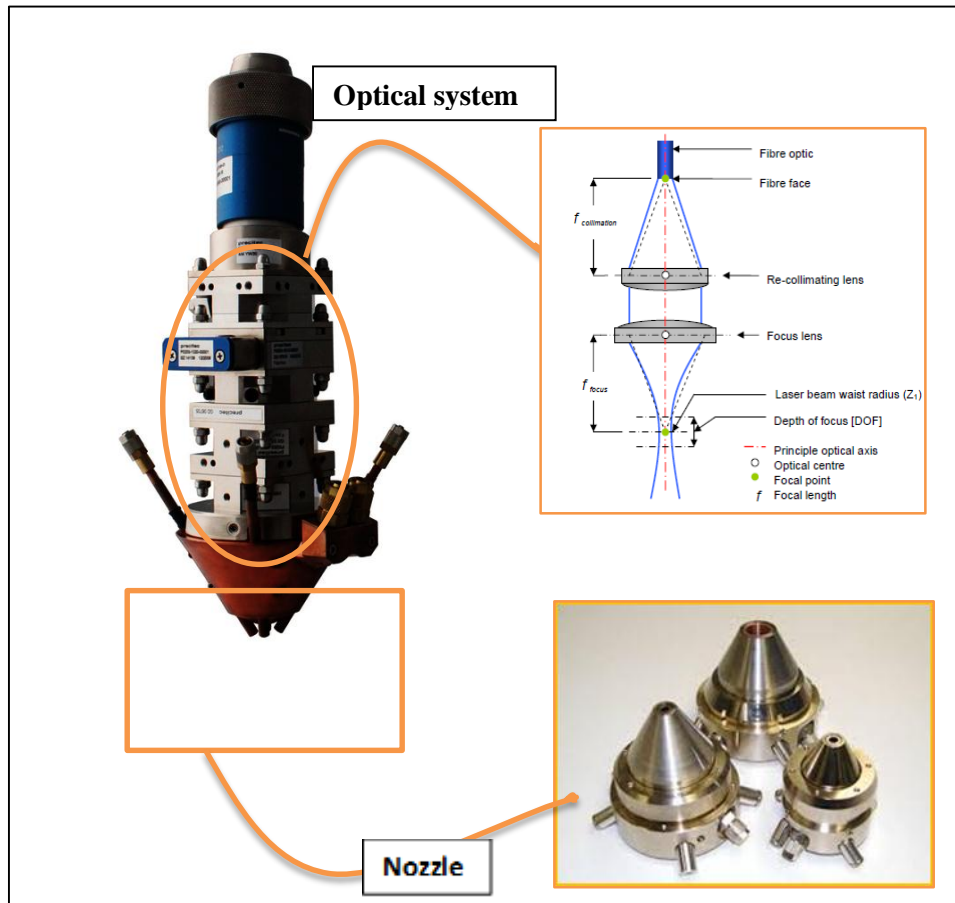 Optical system
Fibre optic
Fibre face
f collimation
Re-collimating lens
Focus lens
f focus
Laser beam waist radius (Z₁)
Depth of focus [DOF]
Principle optical axis
Optical centre
Focal point
f Focal length
precitec
Nozzle